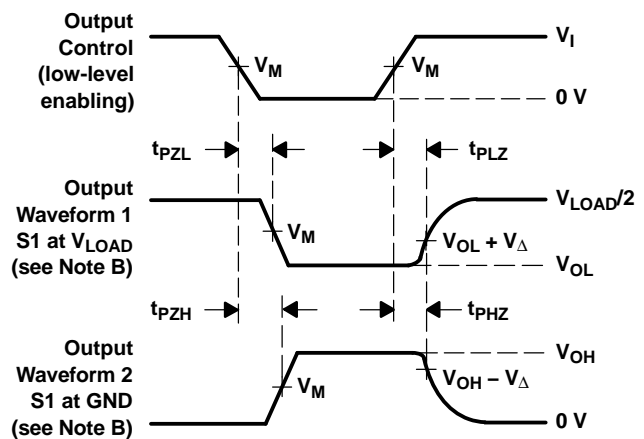 Output
Control
(low-level
enabling)
V_M
V_M
V_I
0 V
t_PZL
t_PLZ
Output
Waveform 1
S1 at V_LOAD
(see Note B)
V_M
V_LOAD/2
V_OL + V_Δ
V_OL
t_PZH
t_PHZ
Output
Waveform 2
S1 at GND
(see Note B)
V_M
V_OH
V_OH − V_Δ
0 V